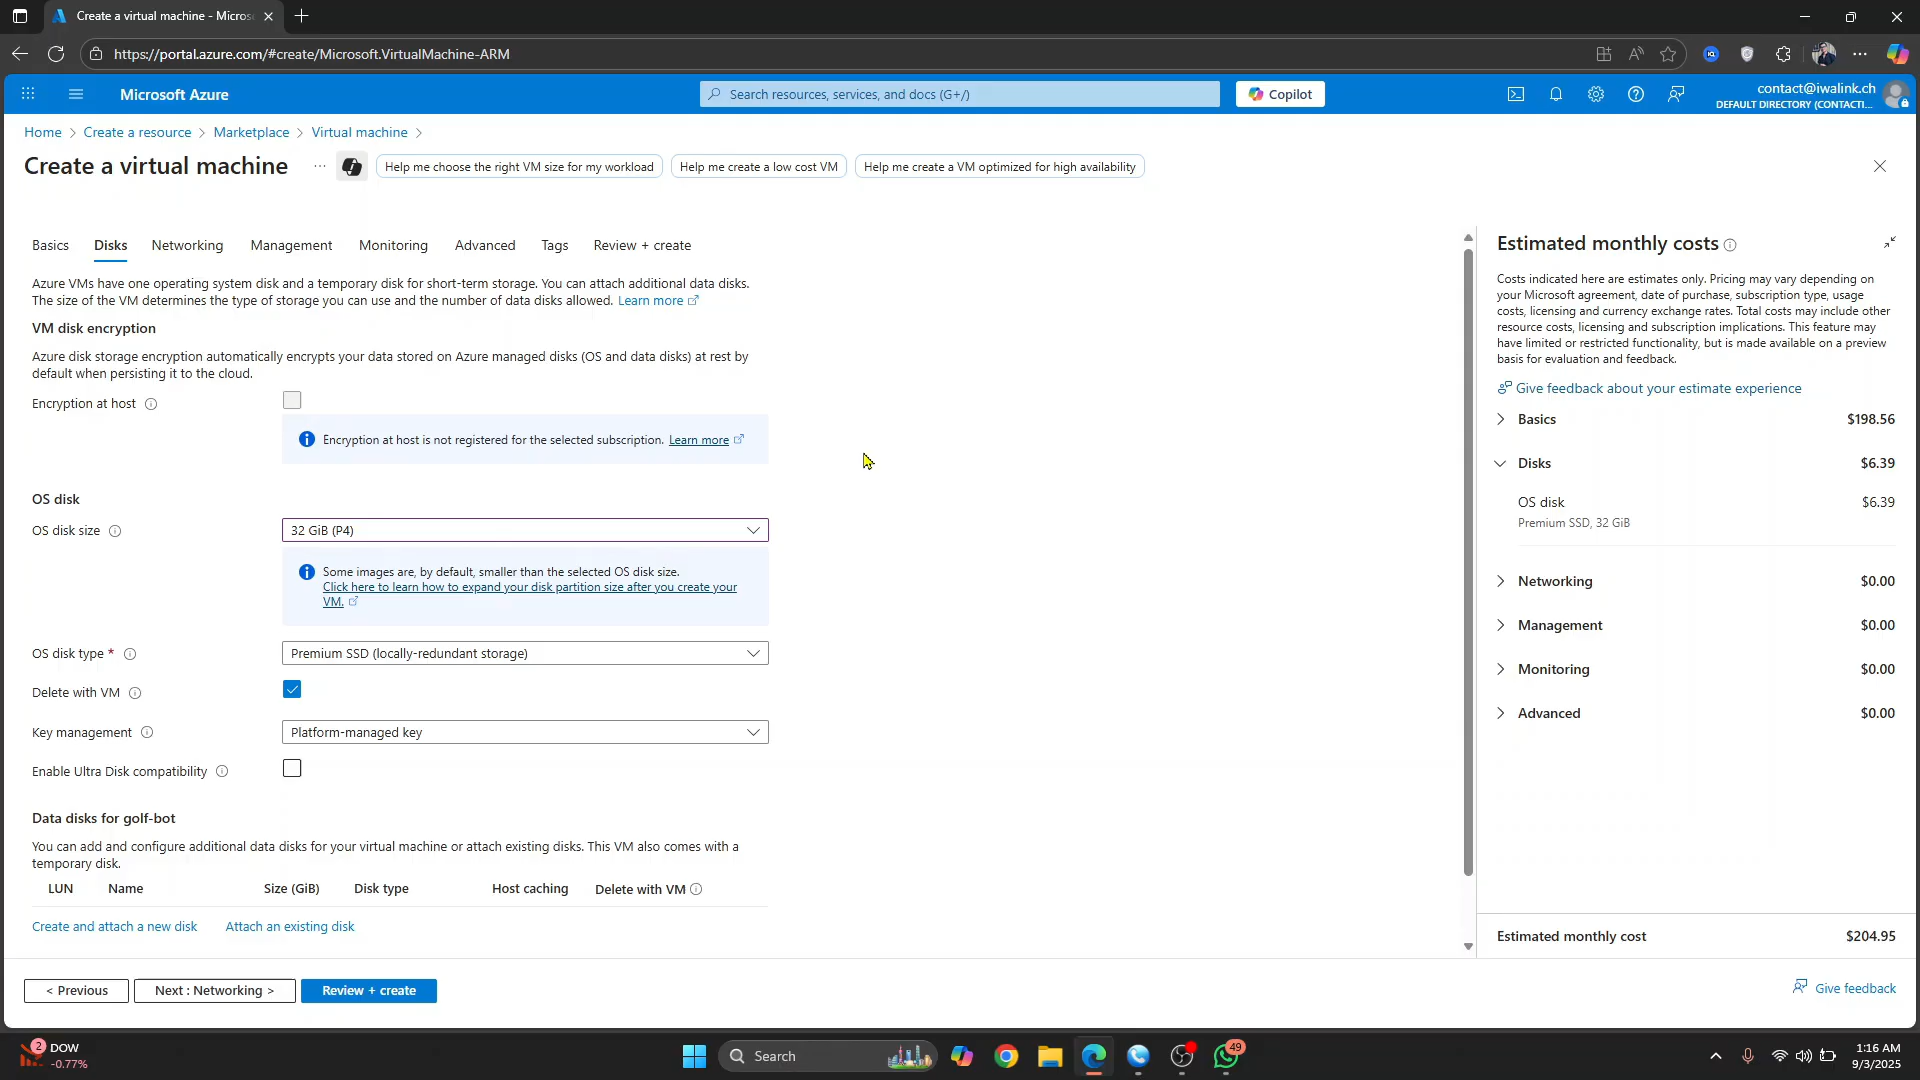 Create a virtual machine - Micros
https://portal.azure.com/#create/Microsoft.VirtualMachine-ARM
Microsoft Azure
Search resources, services, and docs (G+/)
Copilot
contact@iwalink.ch
DEFAULT DIRECTORY (CONTACTI...
Home > Create a resource > Marketplace > Virtual machine >
Create a virtual machine
...
Help me choose the right VM size for my workload
Help me create a low cost VM
Help me create a VM optimized for high availability
Basics
Disks
Networking
Management
Monitoring
Advanced
Tags
Review + create
Azure VMs have one operating system disk and a temporary disk for short-term storage. You can attach additional data disks.
The size of the VM determines the type of storage you can use and the number of data disks allowed. Learn more
VM disk encryption
Azure disk storage encryption automatically encrypts your data stored on Azure managed disks (OS and data disks) at rest by
default when persisting it to the cloud.
Encryption at host
Encryption at host is not registered for the selected subscription. Learn more
OS disk
OS disk size
32 GiB (P4)
Some images are, by default, smaller than the selected OS disk size.
Click here to learn how to expand your disk partition size after you create your
VM.
OS disk type *
Premium SSD (locally-redundant storage)
Delete with VM
Key management
Platform-managed key
Enable Ultra Disk compatibility
Data disks for golf-bot
You can add and configure additional data disks for your virtual machine or attach existing disks. This VM also comes with a
temporary disk.
LUN
Name
Size (GiB)
Disk type
Host caching
Delete with VM
Create and attach a new disk
Attach an existing disk
< Previous
Next : Networking >
Review + create
Estimated monthly costs
Costs indicated here are estimates only. Pricing may vary depending on
your Microsoft agreement, date of purchase, subscription type, usage
costs, licensing and currency exchange rates. Total costs may include other
resource costs, licensing and subscription implications. This feature may
have limited or restricted functionality, but is made available on a preview
basis for evaluation and feedback.
Give feedback about your estimate experience
Basics $198.56
Disks $6.39
OS disk $6.39
Premium SSD, 32 GiB
Networking $0.00
Management $0.00
Monitoring $0.00
Advanced $0.00
Estimated monthly cost $204.95
Give feedback
2
DOW
-0.77%
Search
49
1:16 AM
9/3/2025